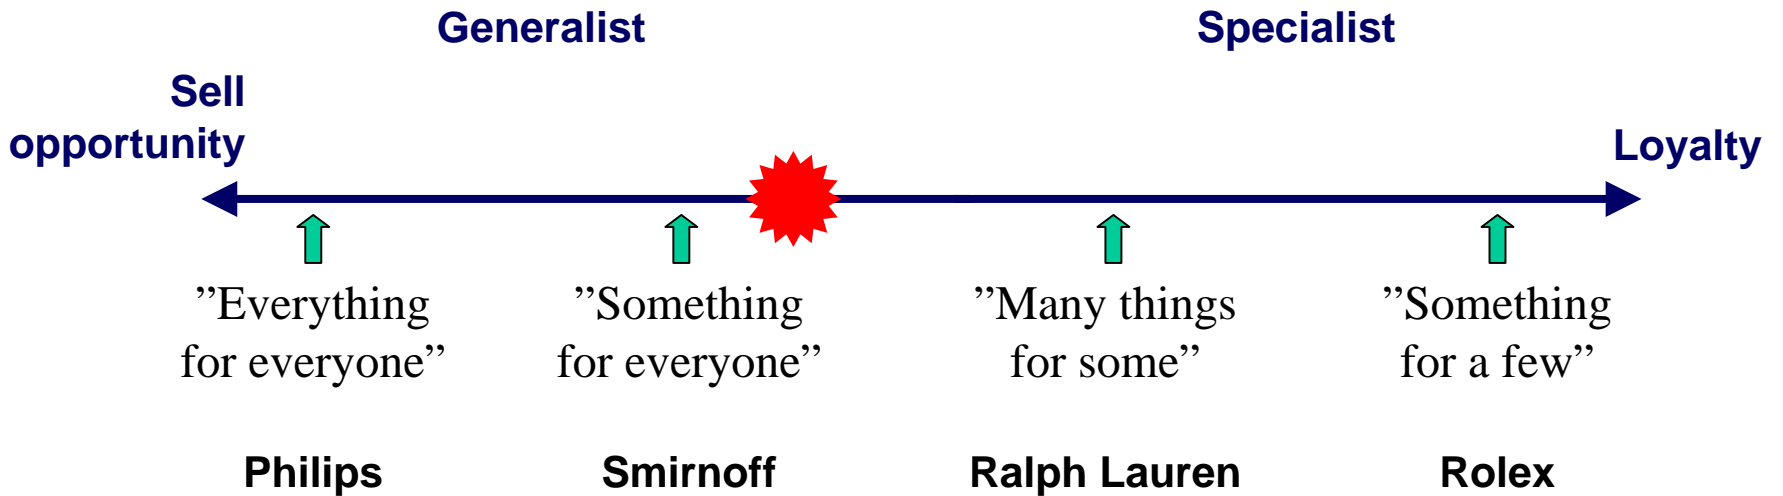 Generalist
Specialist
Sell
opportunity
Loyalty
”Everything
for everyone”
”Something
for everyone”
”Many things
for some”
”Something
for a few”
Philips
Smirnoff
Ralph Lauren
Rolex